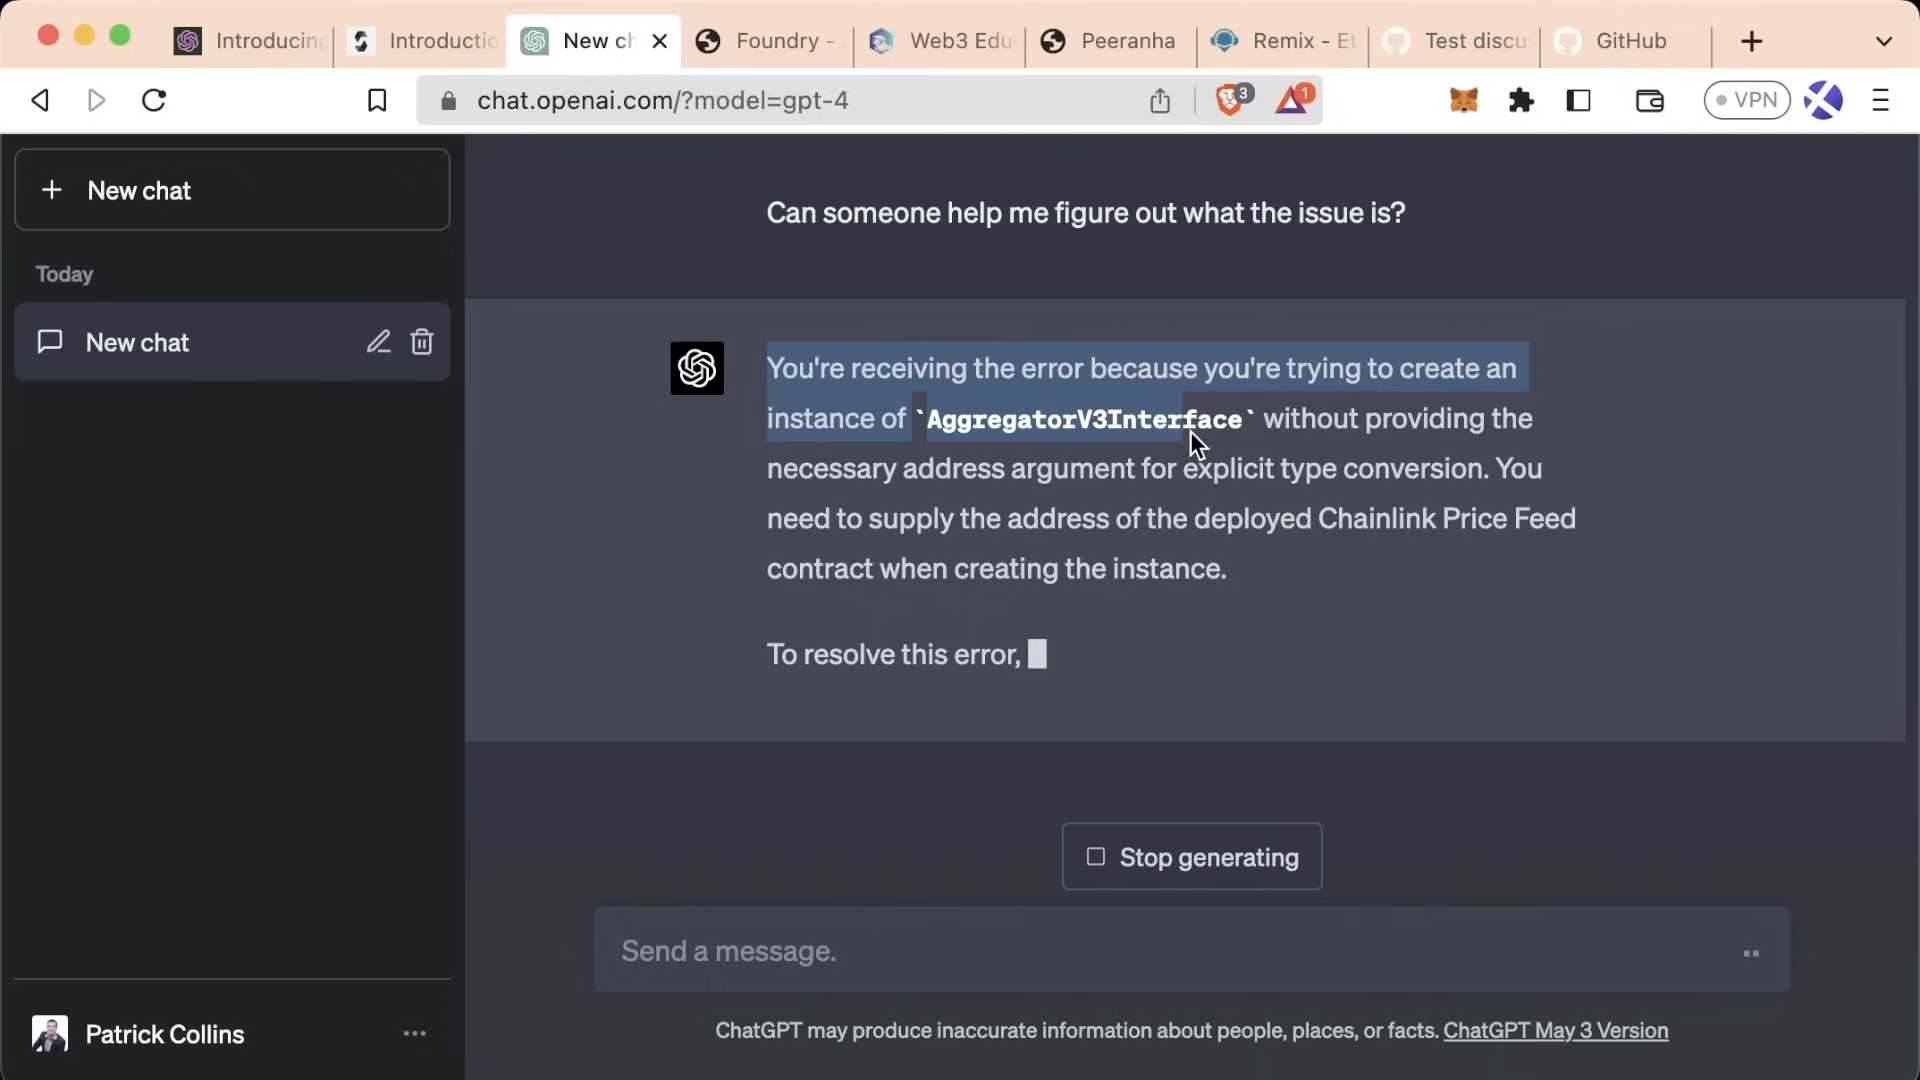 Introducing
Introductio
New ch
Foundry -
Web3 Edu
Peeranha
Remix - Et
Test discu
GitHub
chat.openai.com/?model=gpt-4
3
1
VPN
New chat
Today
New chat
Can someone help me figure out what the issue is?
You're receiving the error because you're trying to create an
instance of `AggregatorV3Interface` without providing the
necessary address argument for explicit type conversion. You
need to supply the address of the deployed Chainlink Price Feed
contract when creating the instance.
To resolve this error,
Stop generating
Send a message.
Patrick Collins
ChatGPT may produce inaccurate information about people, places, or facts. ChatGPT May 3 Version